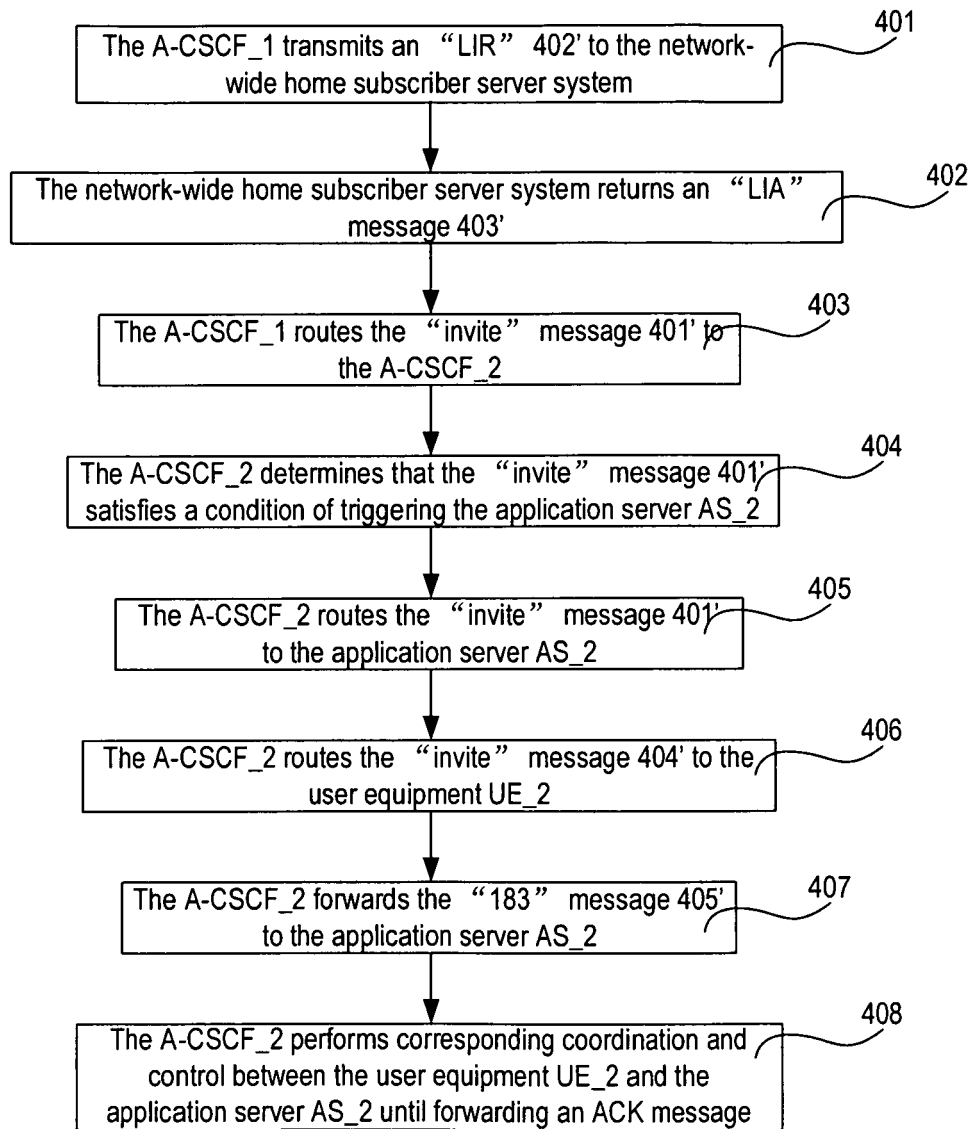 401
The A-CSCF_1 transmits an “LIR” 402’ to the network-
wide home subscriber server system
402
The network-wide home subscriber server system returns an “LIA”
message 403’
403
The A-CSCF_1 routes the “invite” message 401’ to
the A-CSCF_2
404
The A-CSCF_2 determines that the “invite” message 401’
satisfies a condition of triggering the application server AS_2
405
The A-CSCF_2 routes the “invite” message 401’
to the application server AS_2
406
The A-CSCF_2 routes the “invite” message 404’ to the
user equipment UE_2
407
The A-CSCF_2 forwards the “183” message 405’
to the application server AS_2
408
The A-CSCF_2 performs corresponding coordination and
control between the user equipment UE_2 and the
application server AS_2 until forwarding an ACK message